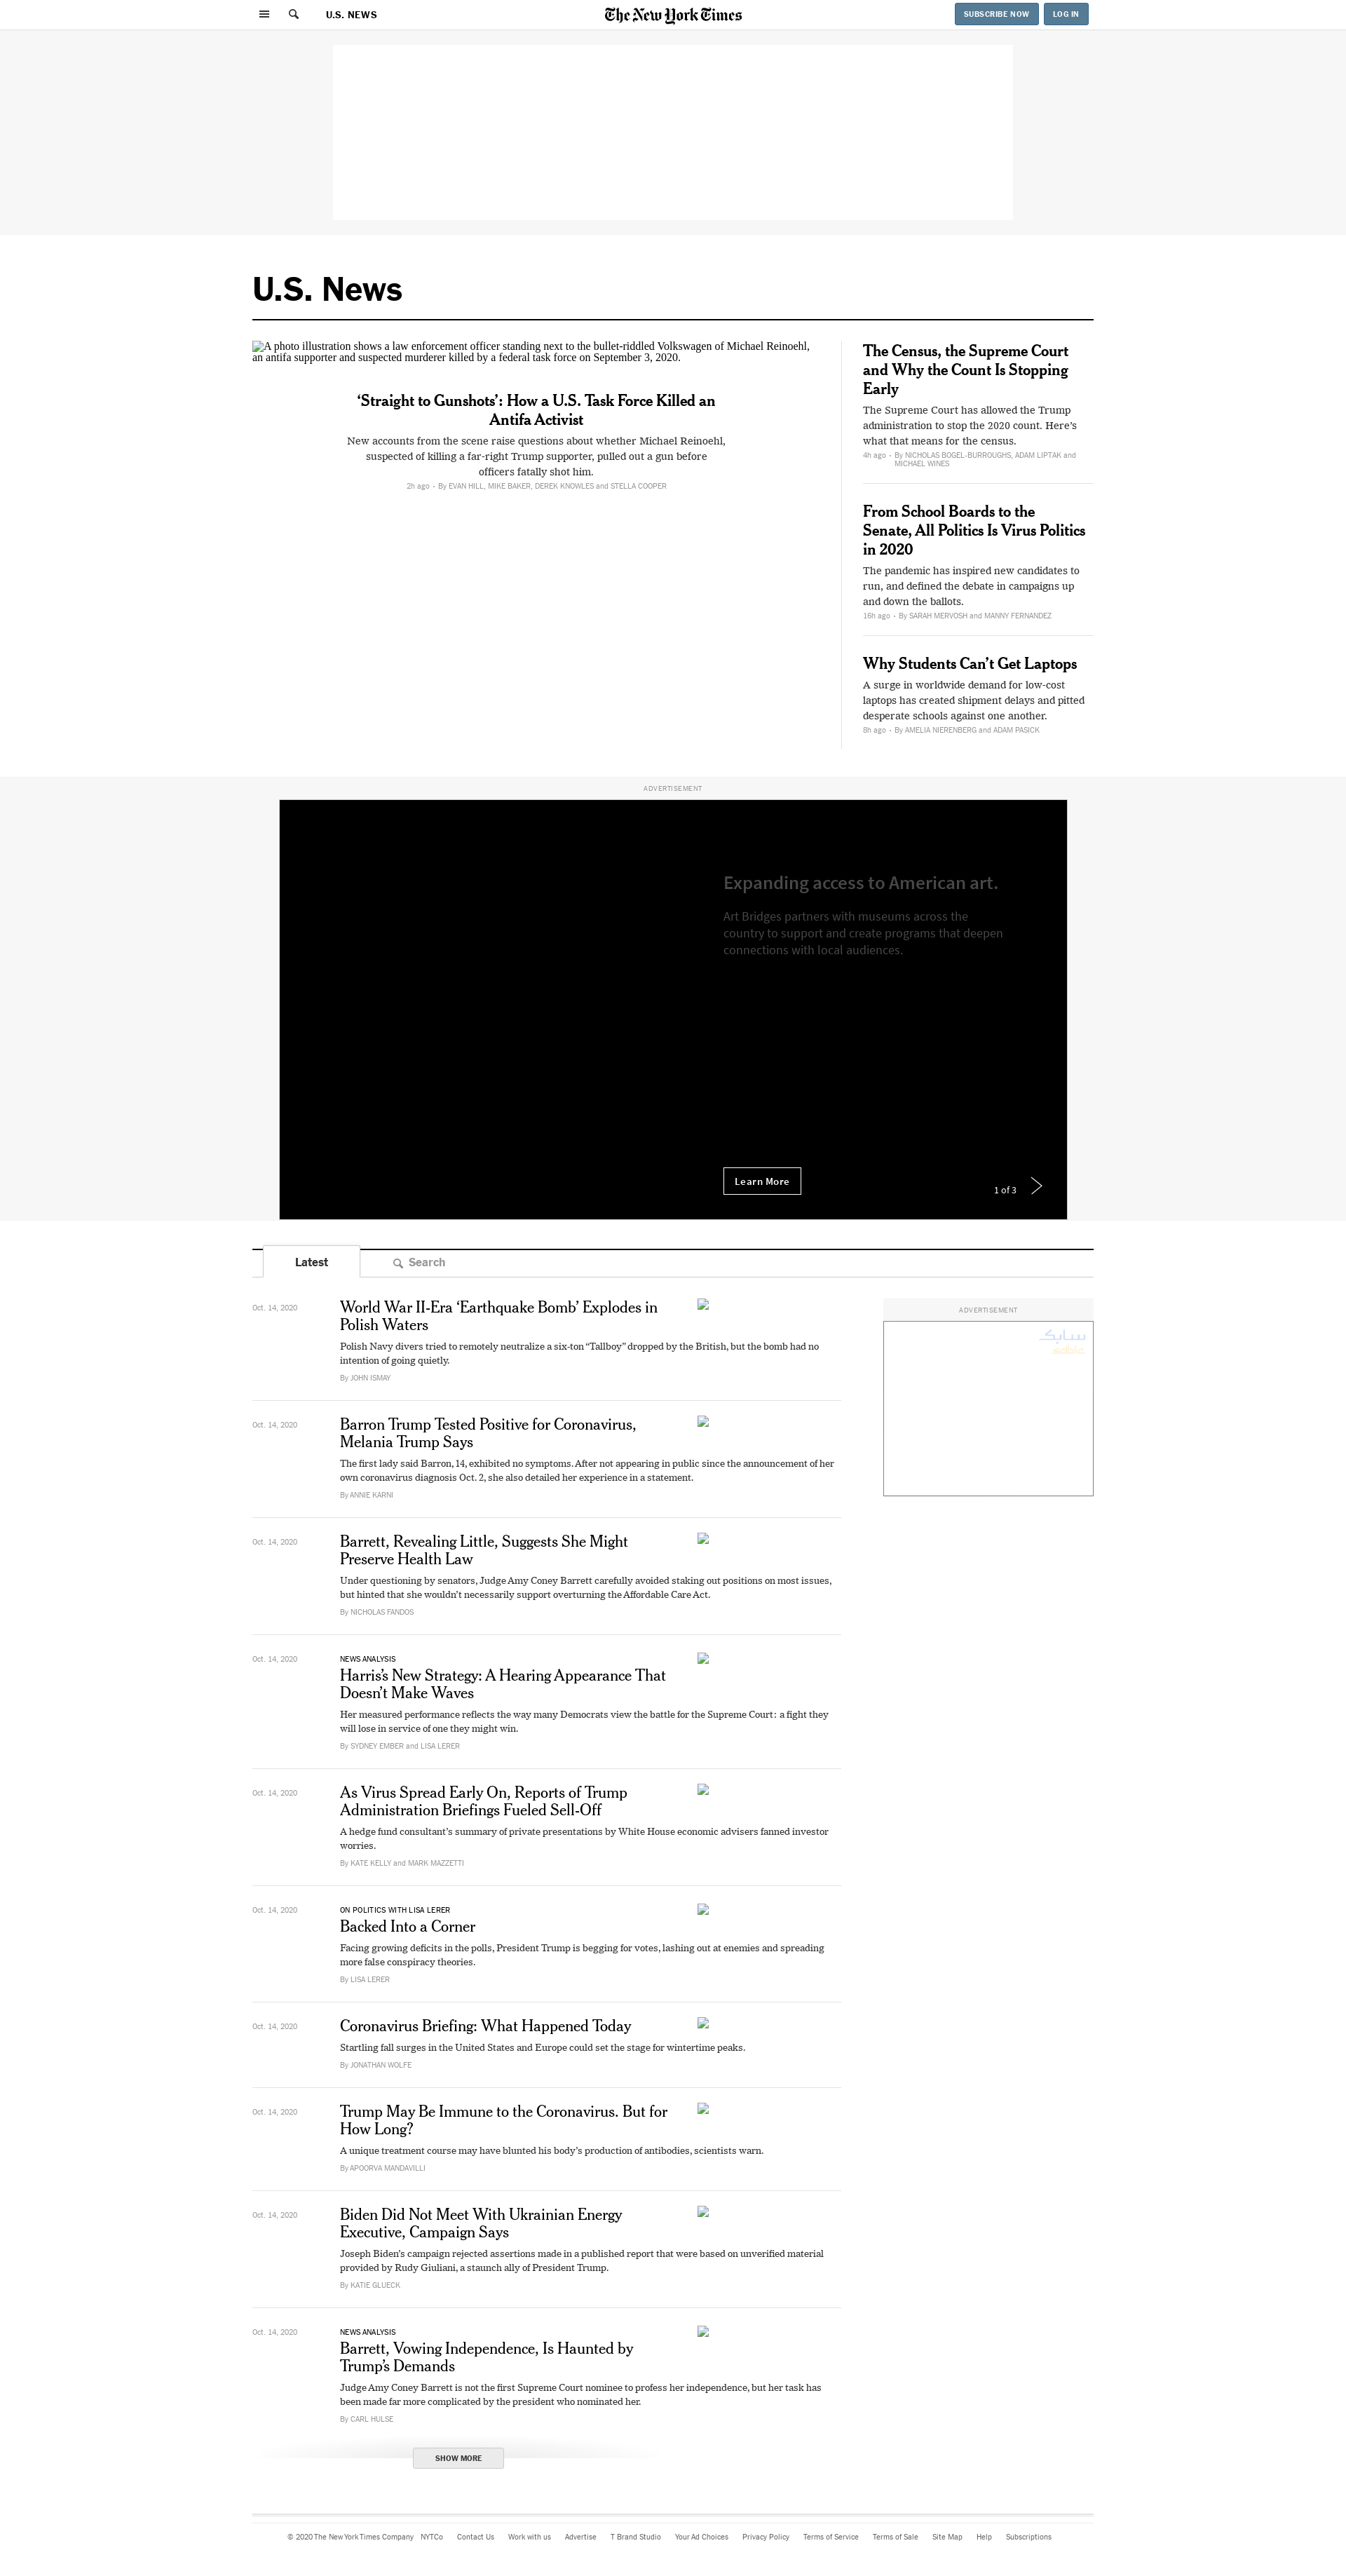 U.S. NEWS
The New York Times
SUBSCRIBE NOW
LOG IN
U.S. News
A photo illustration shows a law enforcement officer standing next to the bullet-riddled Volkswagen of Michael Reinoehl,
an antifa supporter and suspected murderer killed by a federal task force on September 3, 2020.
‘Straight to Gunshots’: How a U.S. Task Force Killed an
Antifa Activist
New accounts from the scene raise questions about whether Michael Reinoehl,
suspected of killing a far-right Trump supporter, pulled out a gun before
officers fatally shot him.
2h ago • By EVAN HILL, MIKE BAKER, DEREK KNOWLES and STELLA COOPER
The Census, the Supreme Court
and Why the Count Is Stopping
Early
The Supreme Court has allowed the Trump
administration to stop the 2020 count. Here’s
what that means for the census.
4h ago • By NICHOLAS BOGEL-BURROUGHS, ADAM LIPTAK and
MICHAEL WINES
From School Boards to the
Senate, All Politics Is Virus Politics
in 2020
The pandemic has inspired new candidates to
run, and defined the debate in campaigns up
and down the ballots.
16h ago • By SARAH MERVOSH and MANNY FERNANDEZ
Why Students Can’t Get Laptops
A surge in worldwide demand for low-cost
laptops has created shipment delays and pitted
desperate schools against one another.
8h ago • By AMELIA NIERENBERG and ADAM PASICK
ADVERTISEMENT
Expanding access to American art.
Art Bridges partners with museums across the
country to support and create programs that deepen
connections with local audiences.
Learn More
1 of 3
Latest
Search
ADVERTISEMENT
سابك
Oct. 14, 2020
World War II-Era ‘Earthquake Bomb’ Explodes in
Polish Waters
Polish Navy divers tried to remotely neutralize a six-ton “Tallboy” dropped by the British, but the bomb had no
intention of going quietly.
By JOHN ISMAY
Oct. 14, 2020
Barron Trump Tested Positive for Coronavirus,
Melania Trump Says
The first lady said Barron, 14, exhibited no symptoms. After not appearing in public since the announcement of her
own coronavirus diagnosis Oct. 2, she also detailed her experience in a statement.
By ANNIE KARNI
Oct. 14, 2020
Barrett, Revealing Little, Suggests She Might
Preserve Health Law
Under questioning by senators, Judge Amy Coney Barrett carefully avoided staking out positions on most issues,
but hinted that she wouldn’t necessarily support overturning the Affordable Care Act.
By NICHOLAS FANDOS
Oct. 14, 2020
NEWS ANALYSIS
Harris’s New Strategy: A Hearing Appearance That
Doesn’t Make Waves
Her measured performance reflects the way many Democrats view the battle for the Supreme Court: a fight they
will lose in service of one they might win.
By SYDNEY EMBER and LISA LERER
Oct. 14, 2020
As Virus Spread Early On, Reports of Trump
Administration Briefings Fueled Sell-Off
A hedge fund consultant’s summary of private presentations by White House economic advisers fanned investor
worries.
By KATE KELLY and MARK MAZZETTI
Oct. 14, 2020
ON POLITICS WITH LISA LERER
Backed Into a Corner
Facing growing deficits in the polls, President Trump is begging for votes, lashing out at enemies and spreading
more false conspiracy theories.
By LISA LERER
Oct. 14, 2020
Coronavirus Briefing: What Happened Today
Startling fall surges in the United States and Europe could set the stage for wintertime peaks.
By JONATHAN WOLFE
Oct. 14, 2020
Trump May Be Immune to the Coronavirus. But for
How Long?
A unique treatment course may have blunted his body’s production of antibodies, scientists warn.
By APOORVA MANDAVILLI
Oct. 14, 2020
Biden Did Not Meet With Ukrainian Energy
Executive, Campaign Says
Joseph Biden’s campaign rejected assertions made in a published report that were based on unverified material
provided by Rudy Giuliani, a staunch ally of President Trump.
By KATIE GLUECK
Oct. 14, 2020
NEWS ANALYSIS
Barrett, Vowing Independence, Is Haunted by
Trump’s Demands
Judge Amy Coney Barrett is not the first Supreme Court nominee to profess her independence, but her task has
been made far more complicated by the president who nominated her.
By CARL HULSE
SHOW MORE
© 2020 The New York Times Company NYTCo Contact Us Work with us Advertise T Brand Studio Your Ad Choices Privacy Policy Terms of Service Terms of Sale Site Map Help Subscriptions